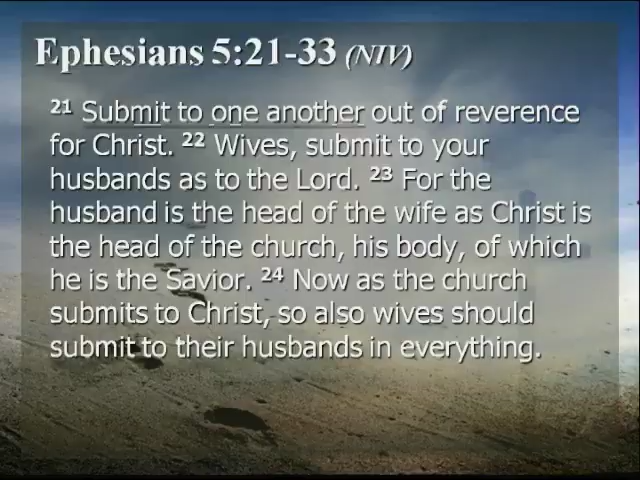 Ephesians 5:21-33 (NIV)
21 Submit to one another out of reverence
for Christ. 22 Wives, submit to your
husbands as to the Lord. 23 For the
husband is the head of the wife as Christ is
the head of the church, his body, of which
he is the Savior. 24 Now as the church
submits to Christ, so also wives should
submit to their husbands in everything.